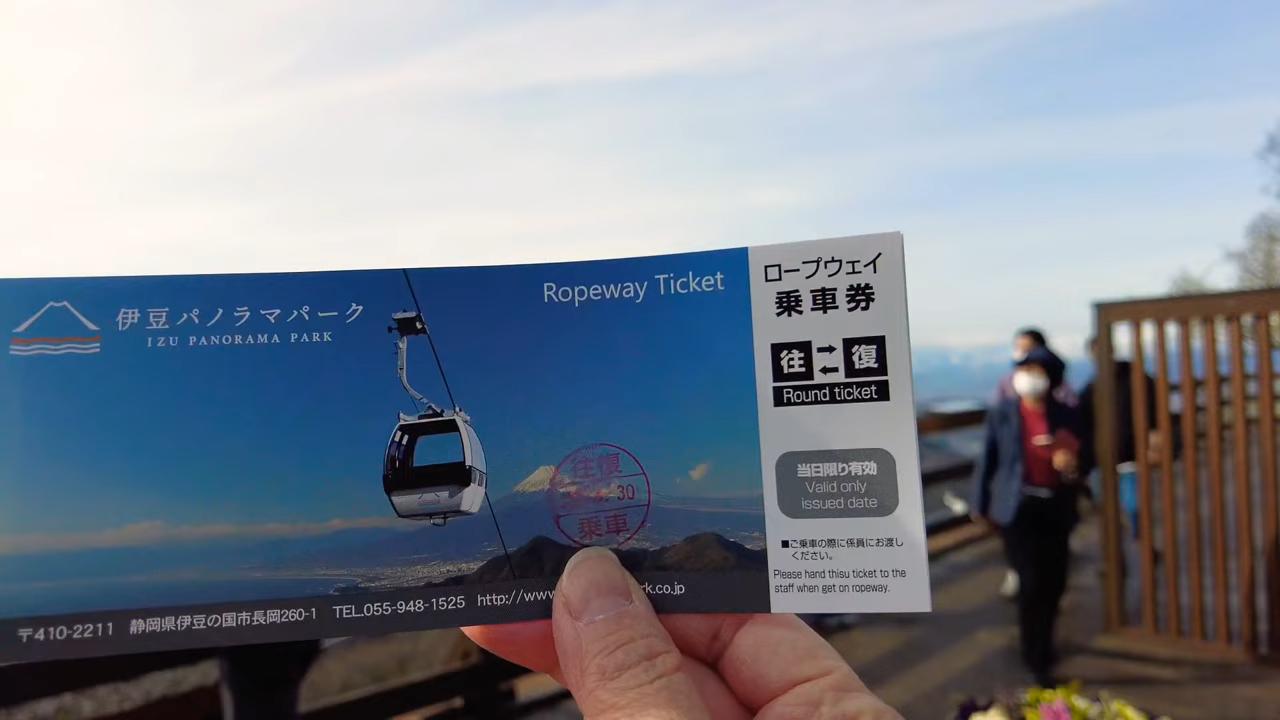 伊豆パノラマパーク
IZU PANORAMA PARK
Ropeway Ticket
往復
30
乗車
〒410-2211 静岡県伊豆の国市長岡260-1 TEL.055-948-1525 http://www
rk.co.jp
ロープウェイ
乗車券
往 復
Round ticket
当日限り有効
Valid only
issued date
■ご乗車の際に係員にお渡し
ください。
Please hand thisu ticket to the
staff when get on ropeway.